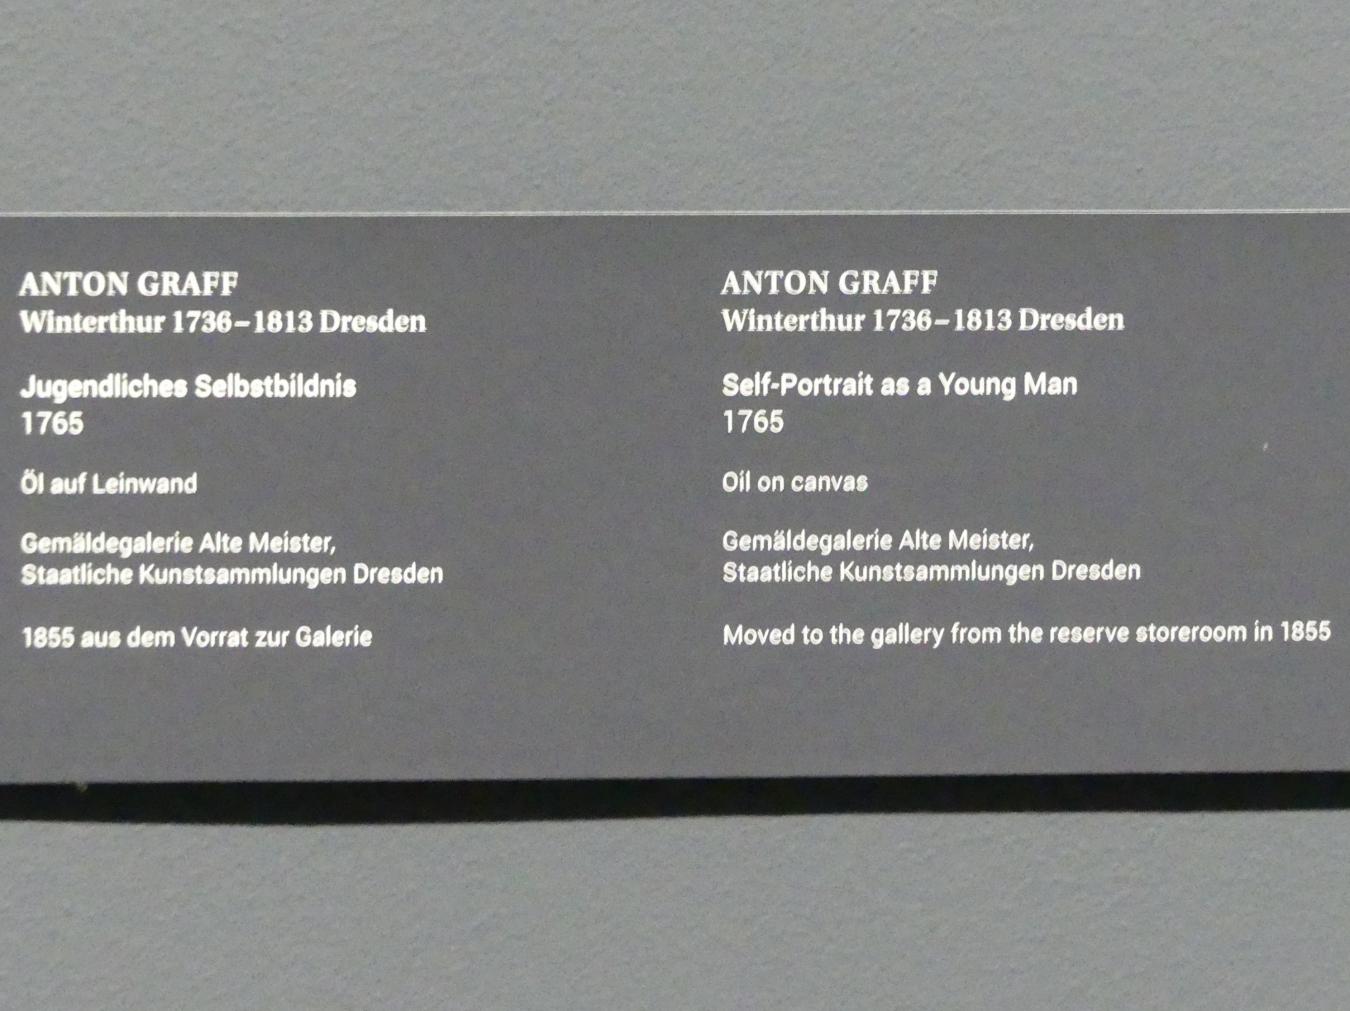 ANTON GRAFF
Winterthur 1736–1813 Dresden
Jugendliches Selbstbildnis
1765
Öl auf Leinwand
Gemäldegalerie Alte Meister,
Staatliche Kunstsammlungen Dresden
1855 aus dem Vorrat zur Galerie
ANTON GRAFF
Winterthur 1736–1813 Dresden
Self-Portrait as a Young Man
1765
Oil on canvas
Gemäldegalerie Alte Meister,
Staatliche Kunstsammlungen Dresden
Moved to the gallery from the reserve storeroom in 1855